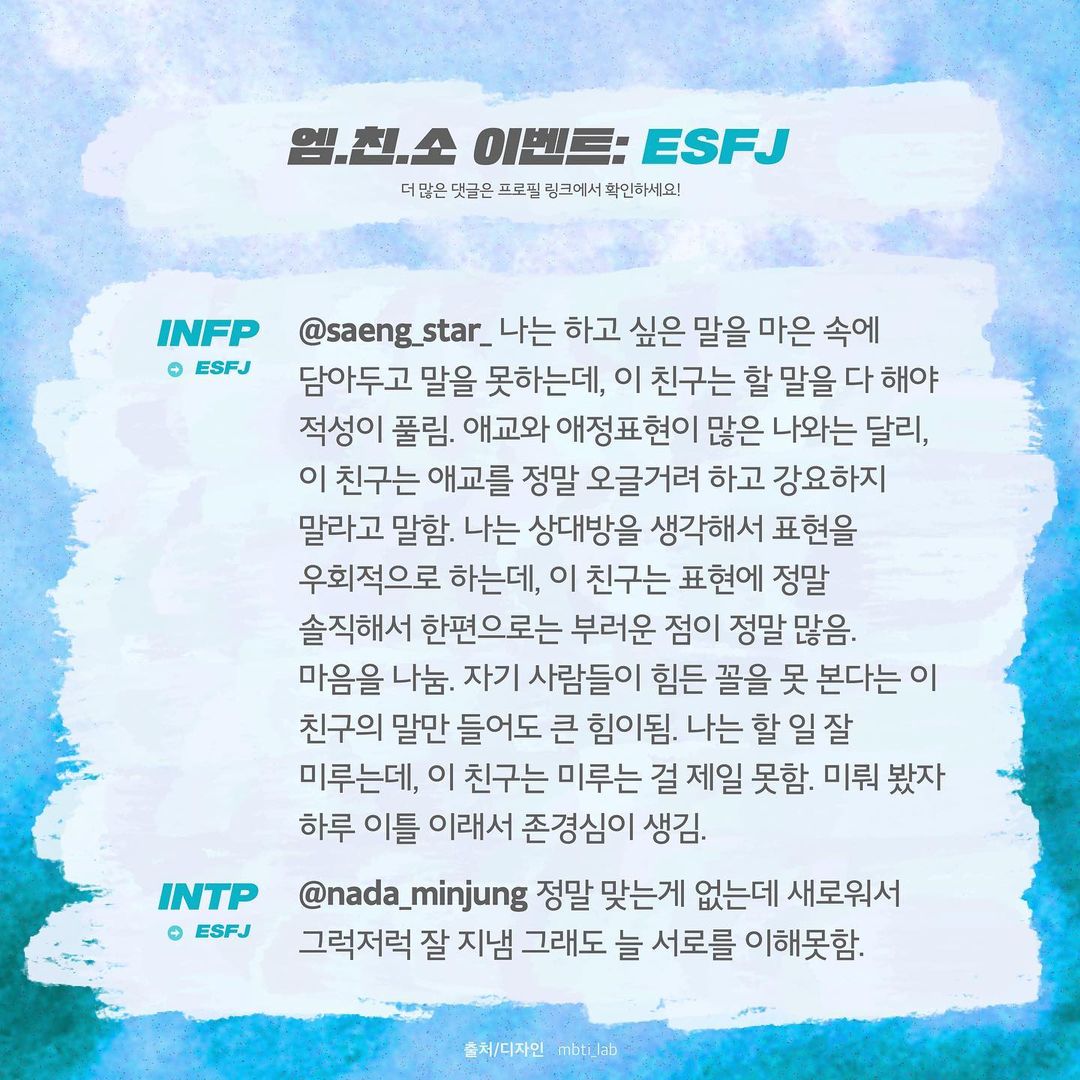 엠.친.소 이벤트: ESFJ
더 많은 댓글은 프로필 링크에서 확인하세요!
INFP
ESFJ
@saeng_star_ 나는 하고 싶은 말을 마은 속에
담아두고 말을 못하는데, 이 친구는 할 말을 다 해야
적성이 풀림. 애교와 애정표현이 많은 나와는 달리,
이 친구는 애교를 정말 오글거려 하고 강요하지
말라고 말함. 나는 상대방을 생각해서 표현을
우회적으로 하는데, 이 친구는 표현에 정말
솔직해서 한편으로는 부러운 점이 정말 많음.
마음을 나눔. 자기 사람들이 힘든 꼴을 못 본다는 이
친구의 말만 들어도 큰 힘이됨. 나는 할 일 잘
미루는데, 이 친구는 미루는 걸 제일 못함. 미뤄 봤자
하루 이틀 이래서 존경심이 생김.
INTP
ESFJ
@nada_minjung 정말 맞는게 없는데 새로워서
그럭저럭 잘 지냄 그래도 늘 서로를 이해못함.
출처/디자인 mbti_lab